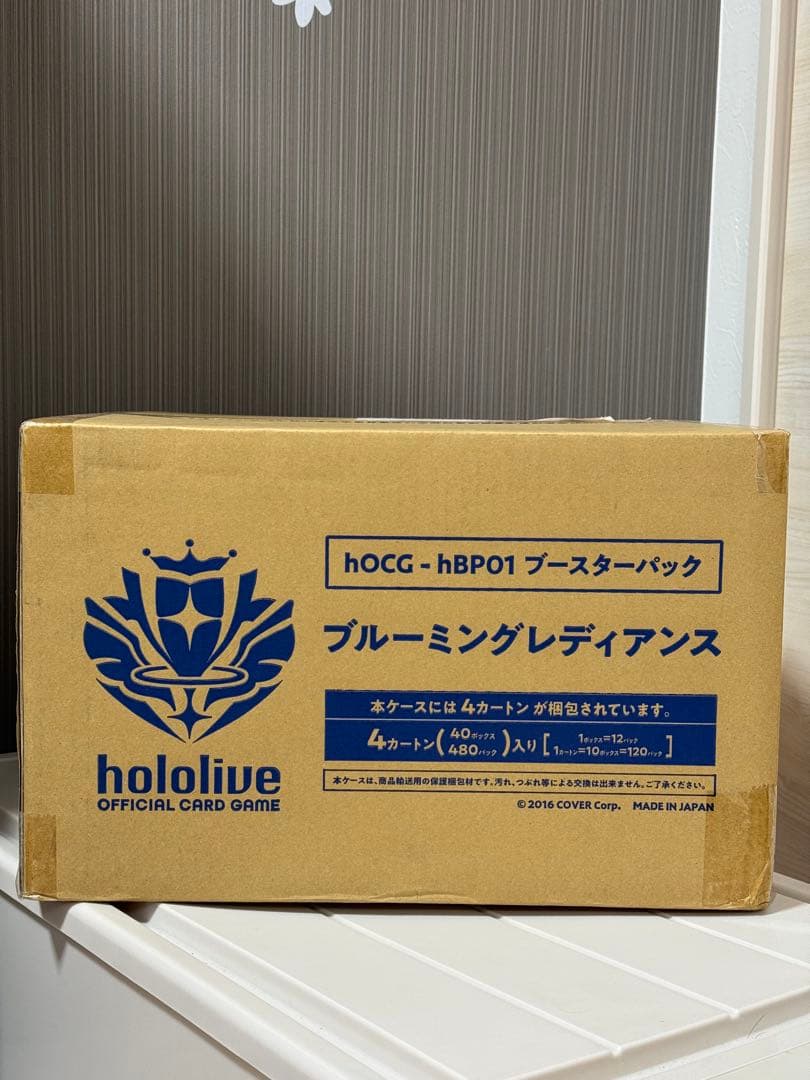 hOCG - hBP01 ブースターパック
ブルーミングレディアンス
本ケースには 4カートン が梱包されています。
4カートン(40ボックス 480パック)入り[1ボックス=12パック 1カートン=10ボックス=120パック]
本ケースは、商品輸送用の保護梱包材です。汚れ、つぶれ等による交換は出来ません。ご了承ください。
© 2016 COVER Corp. MADE IN JAPAN
hololive
OFFICIAL CARD GAME